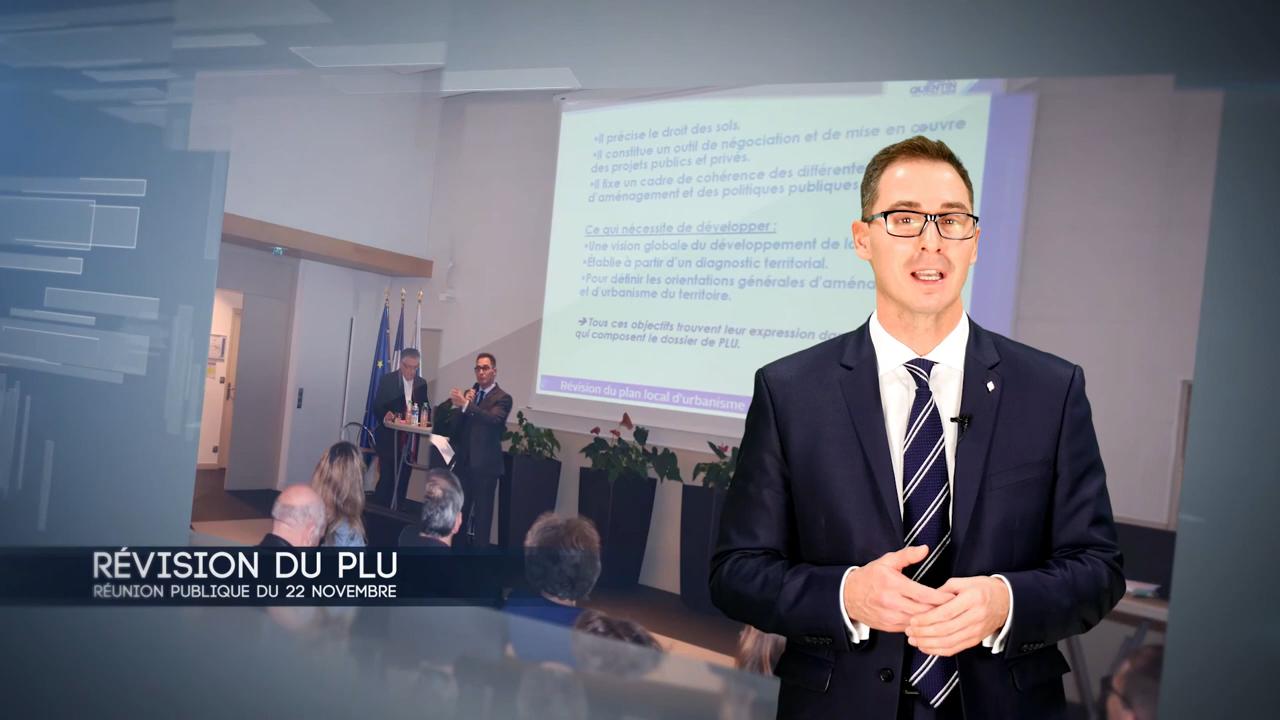 QUENTIN
•Il précise le droit des sols.
•Il constitue un outil de négociation et de mise en œuvre
des projets publics et privés.
•Il fixe un cadre de cohérence des différente
d'aménagement et des politiques publiques
Ce qui nécessite de développer :
•Une vision globale du développement de la
•Établie à partir d'un diagnostic territorial.
•Pour définir les orientations générales d'aména
et d'urbanisme du territoire.
➔Tous ces objectifs trouvent leur expression da
qui composent le dossier de PLU.
Révision du plan local d'urbanisme
RÉVISION DU PLU
RÉUNION PUBLIQUE DU 22 NOVEMBRE